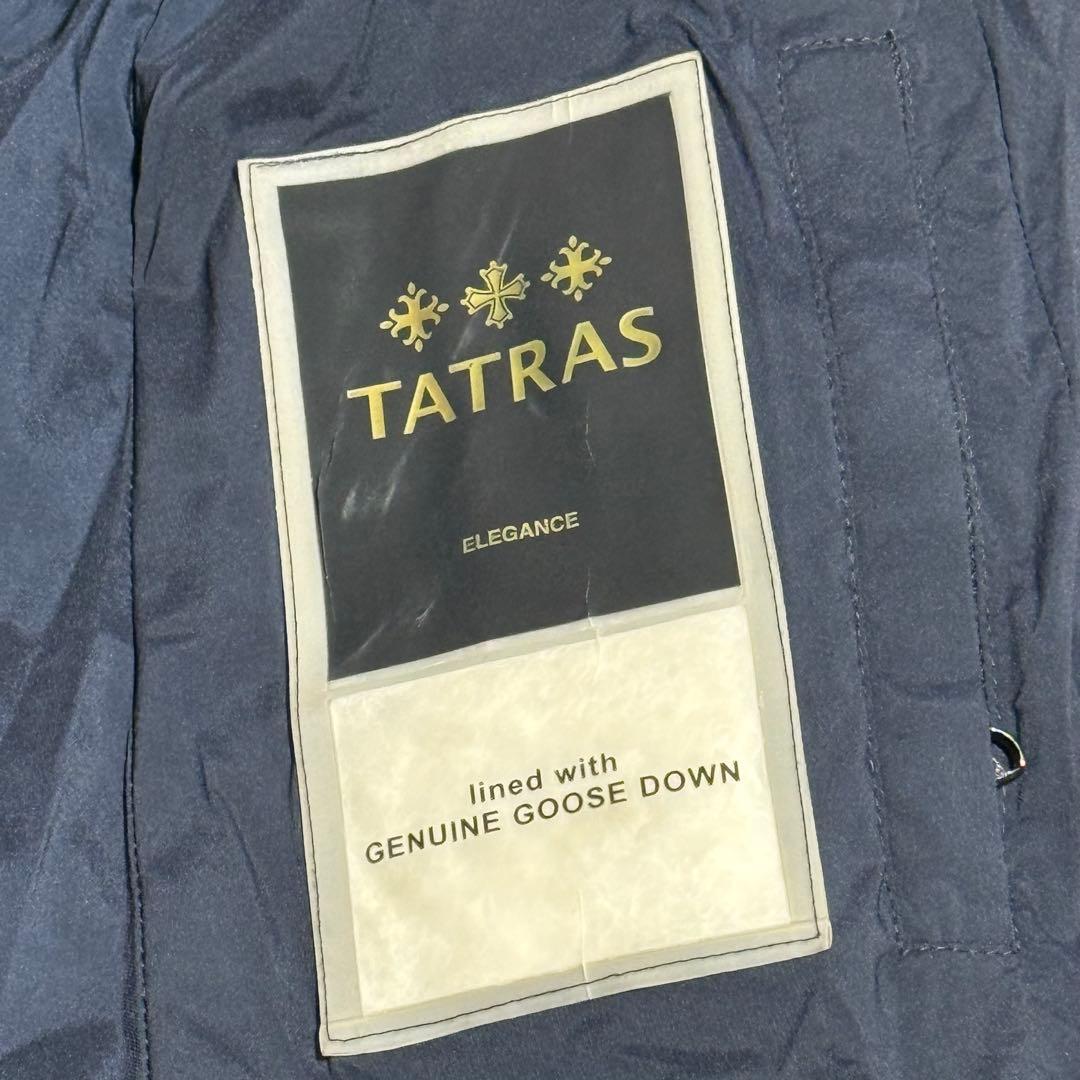 TATRAS
ELEGANCE
lined with
GENUINE GOOSE DOWN